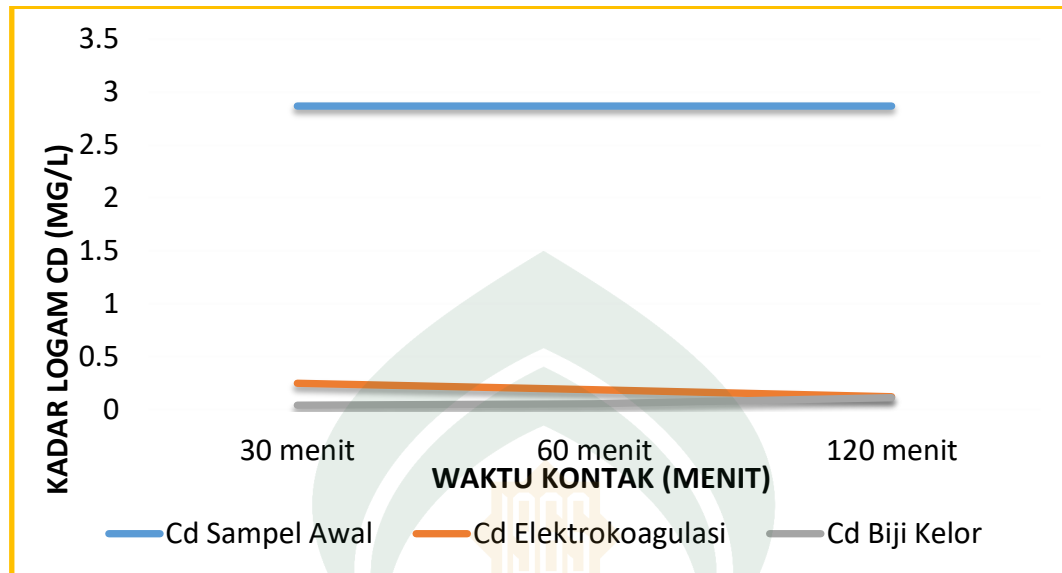 3.5
3
2.5
2
1.5
1
0.5
0
KADAR LOGAM CD (MG/L)
30 menit 60 menit 120 menit
WAKTU KONTAK (MENIT)
Cd Sampel Awal Cd Elektrokoagulasi Cd Biji Kelor